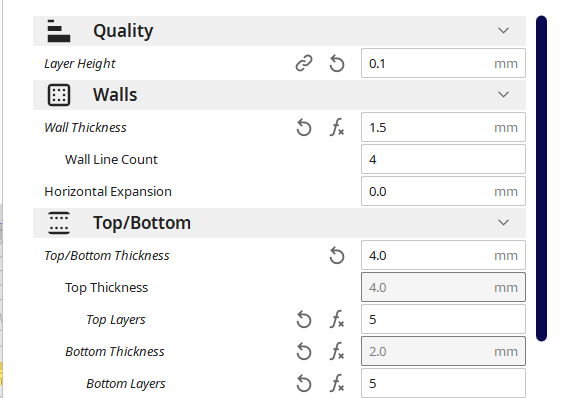 Quality
Layer Height 0.1 mm
Walls
Wall Thickness 1.5 mm
Wall Line Count 4
Horizontal Expansion 0.0 mm
Top/Bottom
Top/Bottom Thickness 4.0 mm
Top Thickness 4.0 mm
Top Layers 5
Bottom Thickness 2.0 mm
Bottom Layers 5